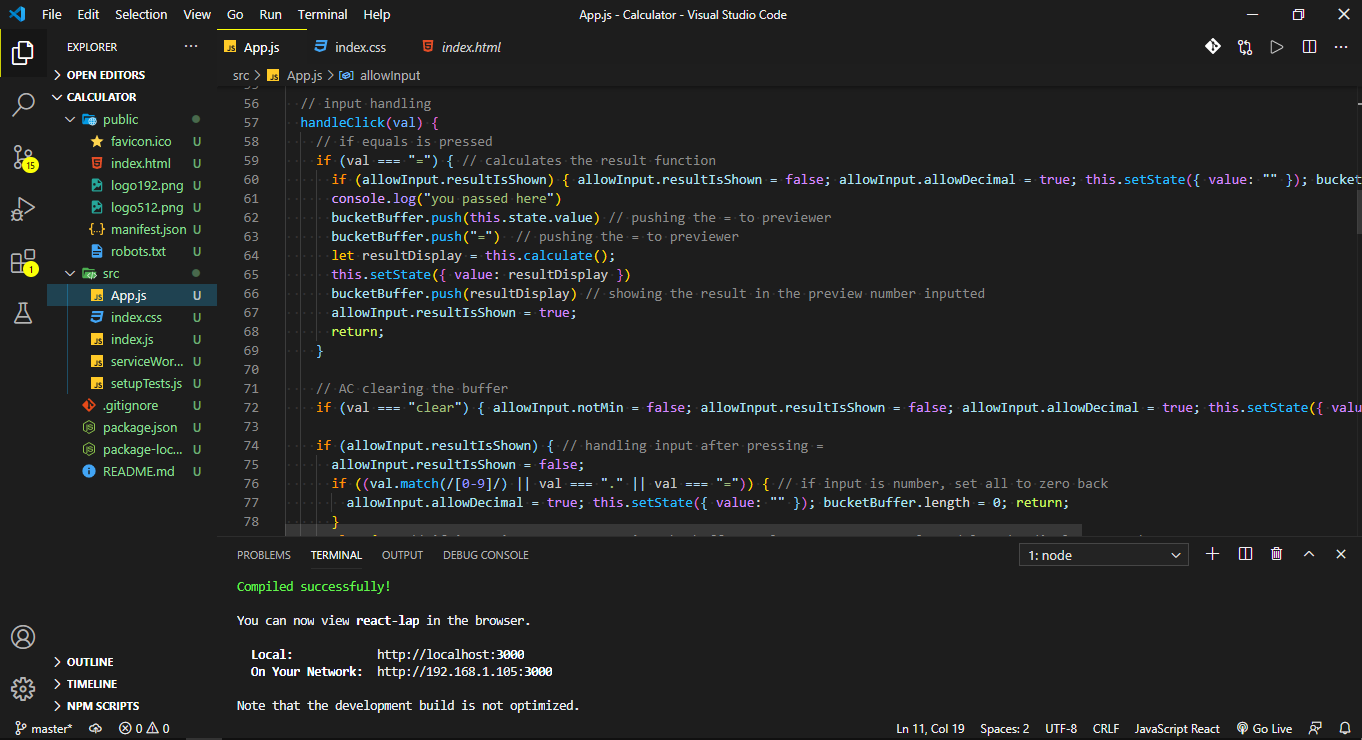 File Edit Selection View Go Run Terminal Help App.js - Calculator - Visual Studio Code
EXPLORER
App.js index.css index.html
OPEN EDITORS
CALCULATOR
public
favicon.ico U
index.html U
logo192.png U
logo512.png U
manifest.json U
robots.txt U
src
App.js U
index.css U
index.js U
serviceWor... U
setupTests.js U
.gitignore U
package.json U
package-loc... U
README.md U
OUTLINE
TIMELINE
NPM SCRIPTS
15
1
src > App.js > allowInput
56 // input handling
57 handleClick(val) {
58 // if equals is pressed
59 if (val === "=") { // calculates the result function
60 if (allowInput.resultIsShown) { allowInput.resultIsShown = false; allowInput.allowDecimal = true; this.setState({ value: "" }); bucket
61 console.log("you passed here")
62 bucketBuffer.push(this.state.value) // pushing the = to previewer
63 bucketBuffer.push("=") // pushing the = to previewer
64 let resultDisplay = this.calculate();
65 this.setState({ value: resultDisplay })
66 bucketBuffer.push(resultDisplay) // showing the result in the preview number inputted
67 allowInput.resultIsShown = true;
68 return;
69 }
70
71 // AC clearing the buffer
72 if (val === "clear") { allowInput.notMin = false; allowInput.resultIsShown = false; allowInput.allowDecimal = true; this.setState({ valu
73
74 if (allowInput.resultIsShown) { // handling input after pressing =
75 allowInput.resultIsShown = false;
76 if ((val.match(/[0-9]/) || val === "." || val === "=")) { // if input is number, set all to zero back
77 allowInput.allowDecimal = true; this.setState({ value: "" }); bucketBuffer.length = 0; return;
78 }
PROBLEMS TERMINAL OUTPUT DEBUG CONSOLE 1: node
Compiled successfully!
You can now view react-lap in the browser.
Local: http://localhost:3000
On Your Network: http://192.168.1.105:3000
Note that the development build is not optimized.
master* 0 0 Ln 11, Col 19 Spaces: 2 UTF-8 CRLF JavaScript React Go Live